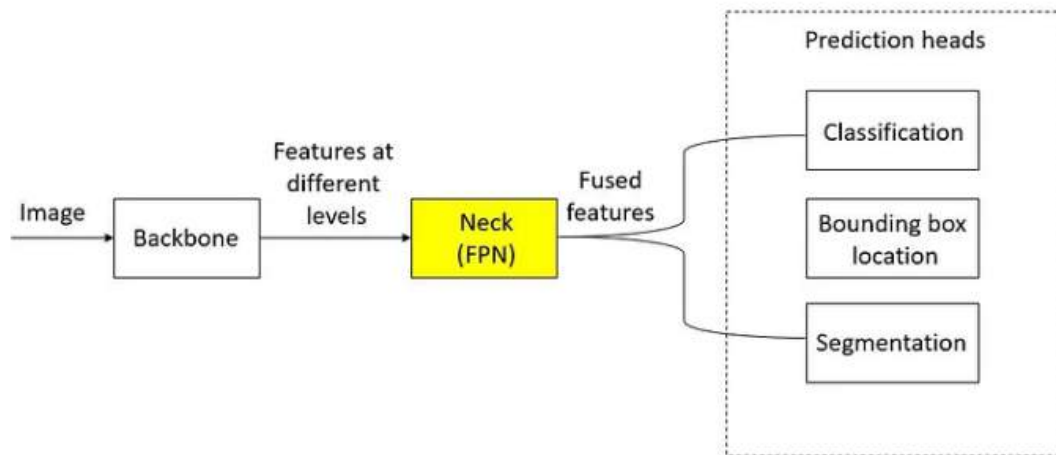 Image
Backbone
Features at
different
levels
Neck
(FPN)
Fused
features
Prediction heads
Classification
Bounding box
location
Segmentation